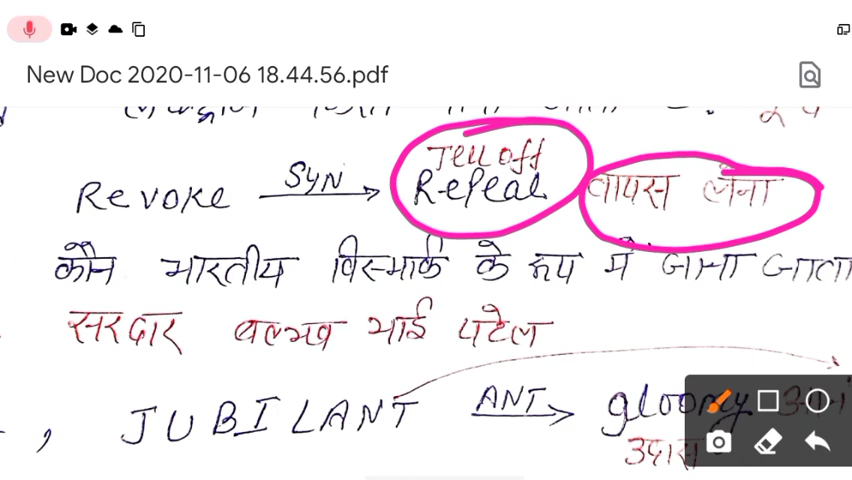 New Doc 2020-11-06 18.44.56.pdf
Tell off
Revoke SYN Repeal वापस लेना
कौन भारतीय विस्मार्क के रूप में जाना जाता
सरदार बल्लभ भाई पटेल
, JUBILANT ANT gloomy
उदास